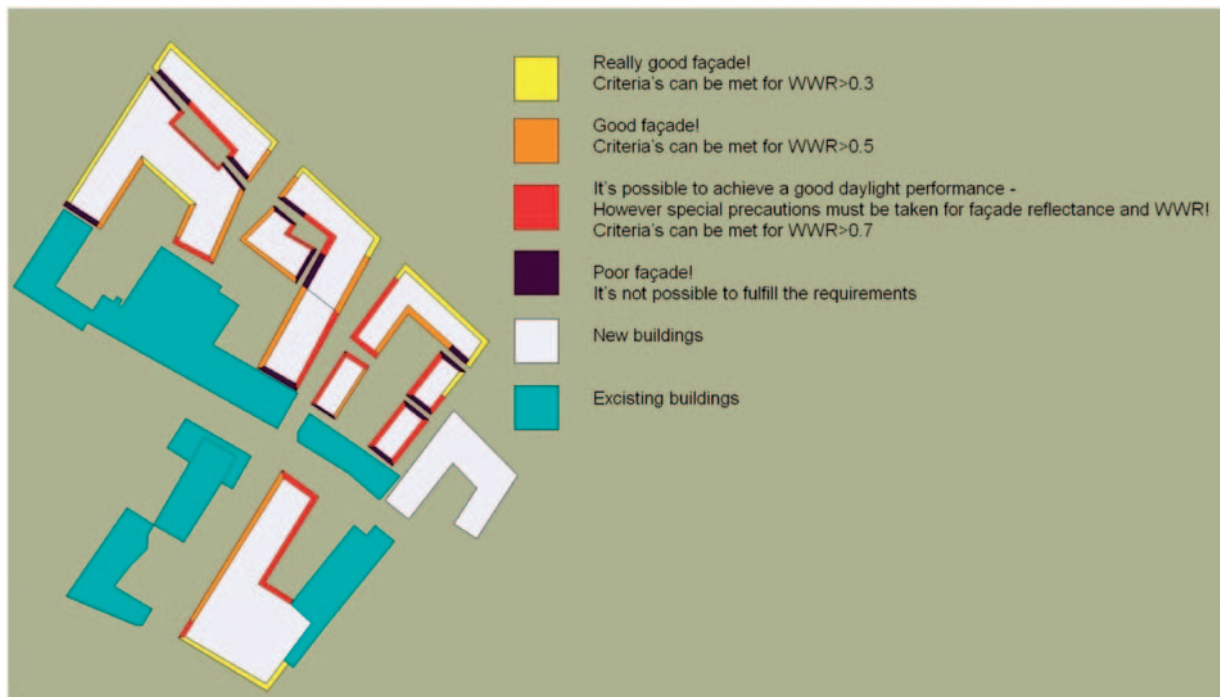 Really good façade!
Criteria's can be met for WWR>0.3
Good façade!
Criteria's can be met for WWR>0.5
It's possible to achieve a good daylight performance -
However special precautions must be taken for façade reflectance and WWR!
Criteria's can be met for WWR>0.7
Poor façade!
It's not possible to fulfill the requirements
New buildings
Excisting buildings